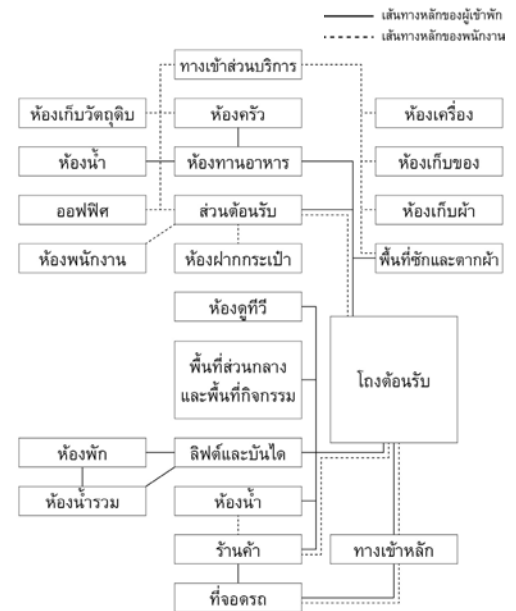 เส้นทางหลักของผู้เข้าพัก
เส้นทางหลักของพนักงาน
ทางเข้าส่วนบริการ
ห้องเก็บวัตถุดิบ
ห้องครัว
ห้องเครื่อง
ห้องน้ำ
ห้องทานอาหาร
ห้องเก็บของ
ออฟฟิศ
ส่วนต้อนรับ
ห้องเก็บผ้า
ห้องพนักงาน
ห้องฝากกระเป๋า
พื้นที่ซักและตากผ้า
ห้องดูทีวี
พื้นที่ส่วนกลาง
และพื้นที่กิจกรรม
โถงต้อนรับ
ห้องพัก
ลิฟต์และบันได
ห้องน้ำรวม
ห้องน้ำ
ร้านค้า
ทางเข้าหลัก
ที่จอดรถ